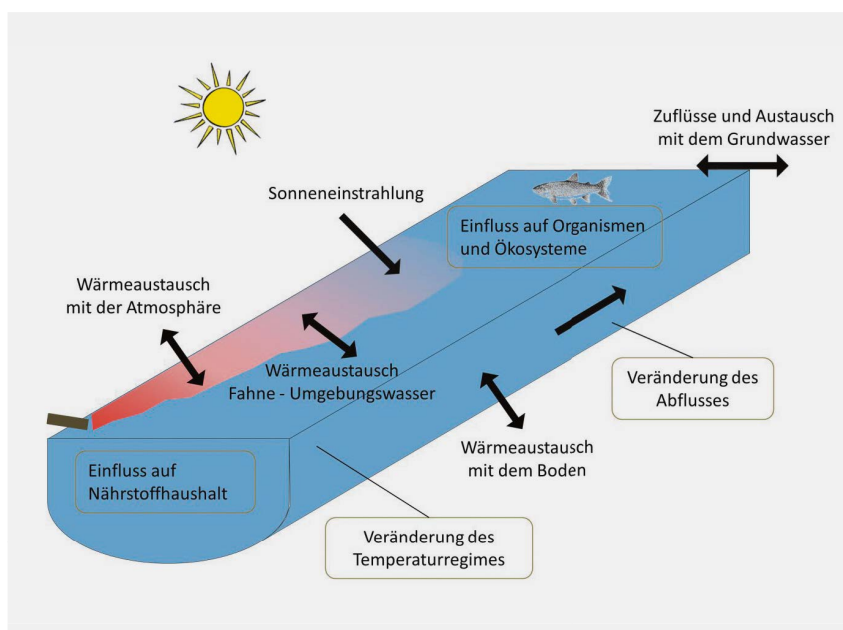 Zuflüsse und Austausch
mit dem Grundwasser
Sonneneinstrahlung
Einfluss auf Organismen
und Ökosysteme
Wärmeaustausch
mit der Atmosphäre
Wärmeaustausch
Fahne - Umgebungswasser
Veränderung des
Abflusses
Wärmeaustausch
mit dem Boden
Einfluss auf
Nährstoffhaushalt
Veränderung des
Temperaturregimes